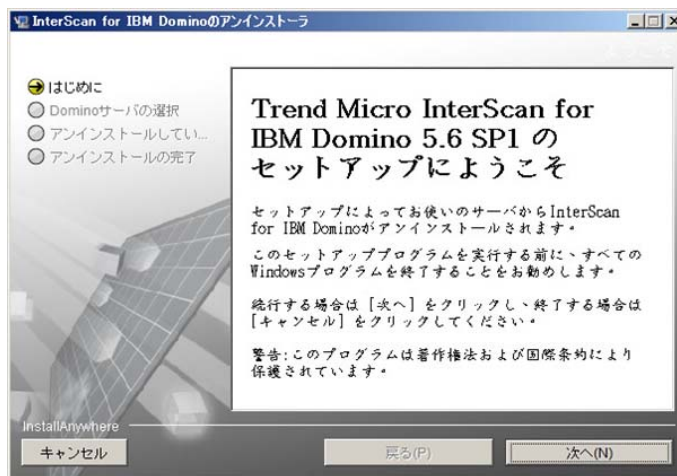 InterScan for IBM Dominoのアンインストーラ
ようこそ
はじめに
Dominoサーバの選択
アンインストールしてい...
アンインストールの完了
Trend Micro InterScan for
IBM Domino 5.6 SP1 の
セットアップにようこそ
セットアップによってお使いのサーバからInterScan
for IBM Dominoがアンインストールされます。
このセットアッププログラムを実行する前に、すべての
Windowsプログラムを終了することをお勧めします。
続行する場合は [次へ] をクリックし、終了する場合は
[キャンセル] をクリックしてください。
警告:このプログラムは著作権法および国際条約により
保護されています。
InstallAnywhere
キャンセル
戻る(P)
次へ(N)